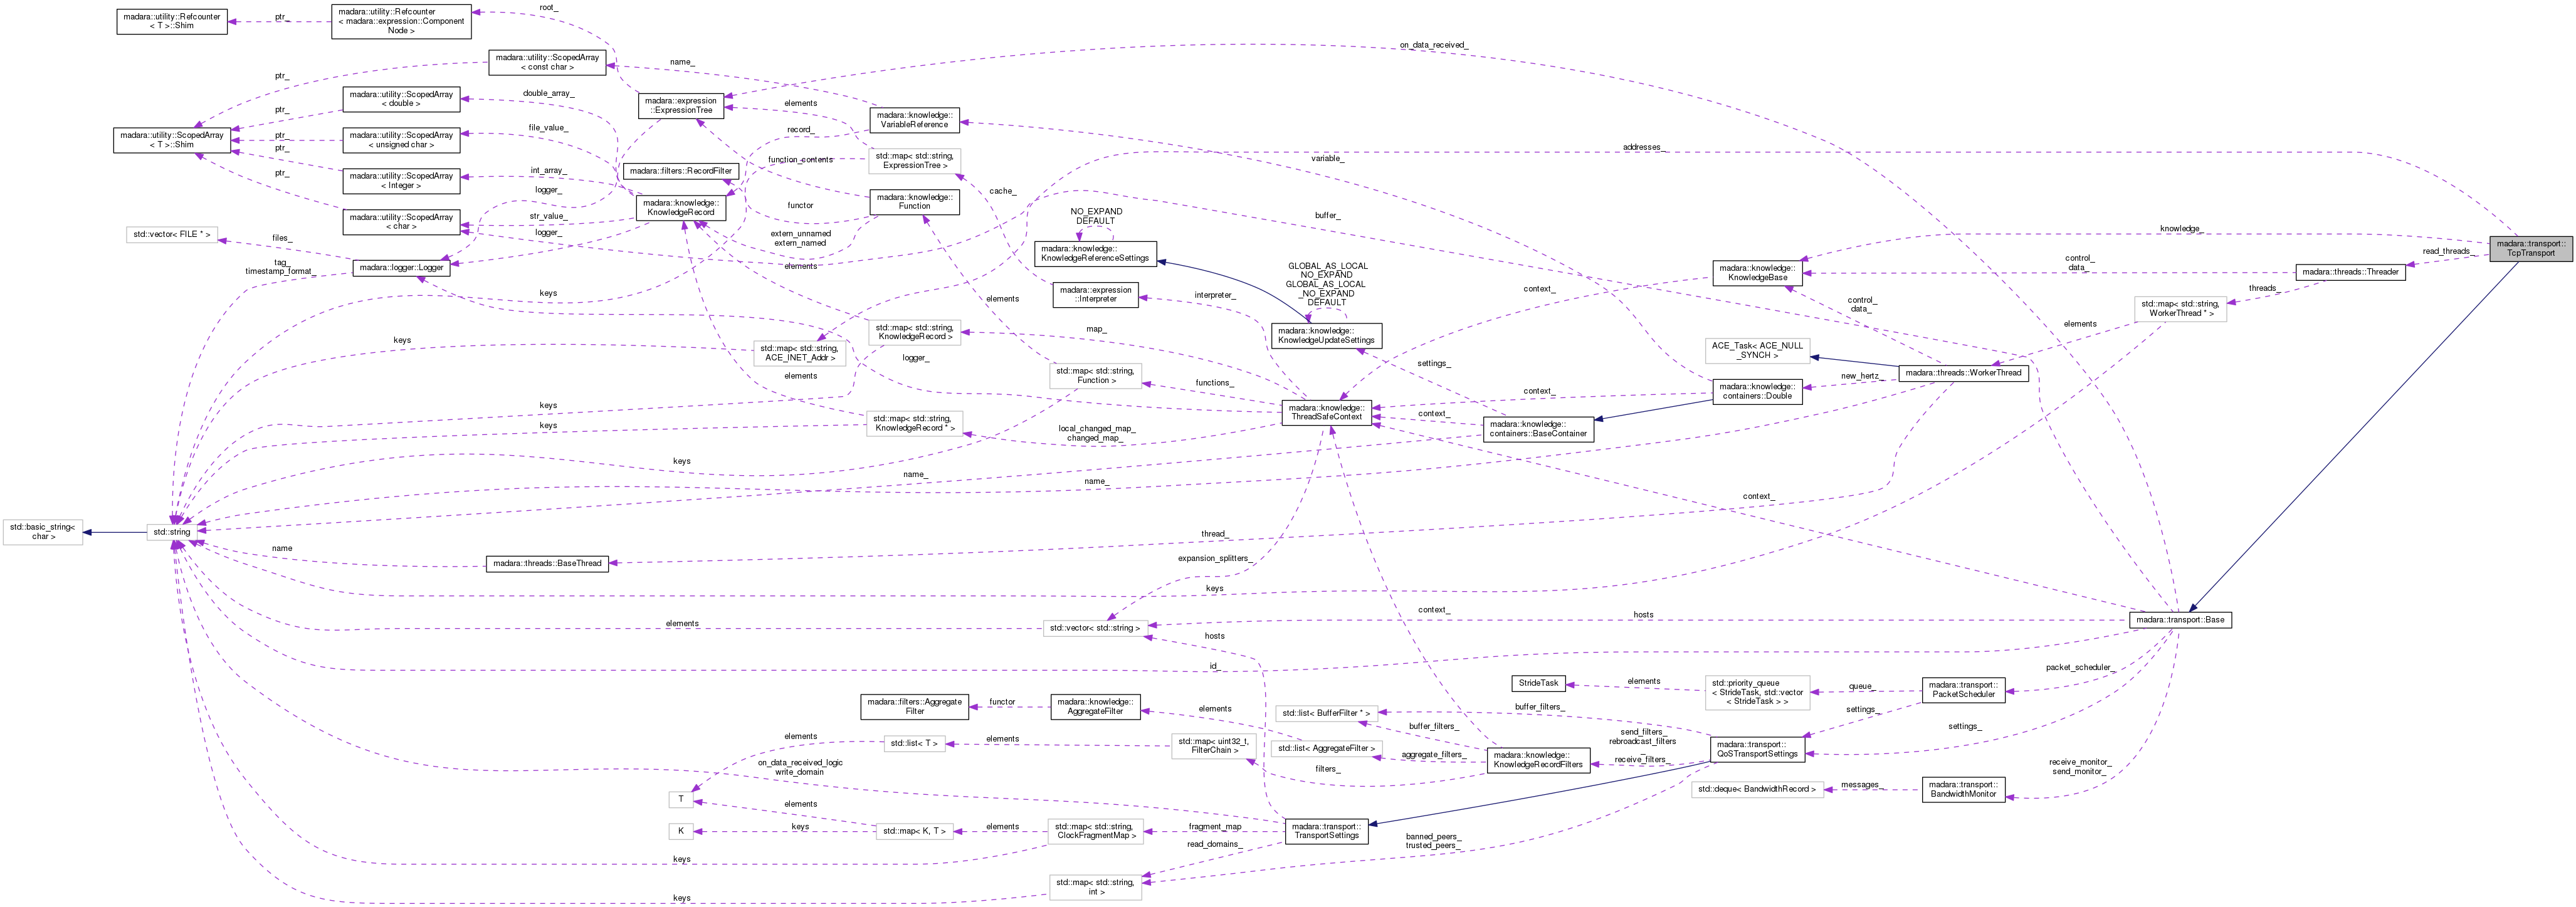 madara::utility::Refcounter
< T >::Shim
ptr_
madara::utility::Refcounter
< madara::expression::Component
Node >
root_
madara::utility::ScopedArray
< const char >
ptr_
name_
on_data_received_
madara::utility::ScopedArray
< double >
ptr_
double_array_
madara::expression
::ExpressionTree
elements
madara::knowledge::
VariableReference
madara::utility::ScopedArray
< T >::Shim
ptr_
madara::utility::ScopedArray
< unsigned char >
file_value_
record_
ptr_
madara::utility::ScopedArray
< Integer >
int_array_
madara::filters::RecordFilter
function_contents
std::map< std::string,
ExpressionTree >
variable_
addresses_
ptr_
logger_
madara::utility::ScopedArray
< char >
str_value_
madara::knowledge::
KnowledgeRecord
functor
madara::knowledge::
Function
cache_
NO_EXPAND
DEFAULT
buffer_
std::vector< FILE * >
files_
logger_
extern_unnamed
extern_named
madara::knowledge::
KnowledgeReferenceSettings
knowledge_
madara::transport::
TcpTransport
tag_
timestamp_format_
madara::logger::Logger
elements
GLOBAL_AS_LOCAL
NO_EXPAND
GLOBAL_AS_LOCAL
_NO_EXPAND
DEFAULT
madara::knowledge::
KnowledgeBase
control_
data_
read_threads_
madara::threads::Threader
keys
elements
madara::expression
::Interpreter
interpreter_
context_
control_
data_
threads_
std::map< std::string,
WorkerThread * >
std::map< std::string,
KnowledgeRecord >
map_
madara::knowledge::
KnowledgeUpdateSettings
elements
keys
std::map< std::string,
ACE_INET_Addr >
logger_
ACE_Task< ACE_NULL
_SYNCH >
elements
std::map< std::string,
Function >
functions_
settings_
new_hertz_
madara::threads::WorkerThread
keys
madara::knowledge::
ThreadSafeContext
context_
madara::knowledge::
containers::Double
keys
std::map< std::string,
KnowledgeRecord * >
local_changed_map_
changed_map_
context_
madara::knowledge::
containers::BaseContainer
keys
name_
name_
context_
std::basic_string<
char >
std::string
name
madara::threads::BaseThread
expansion_splitters_
thread_
keys
elements
std::vector< std::string >
context_
hosts
madara::transport::Base
hosts
id_
packet_scheduler_
StrideTask
elements
std::priority_queue
< StrideTask, std::vector
< StrideTask > >
queue_
madara::transport::
PacketScheduler
madara::filters::Aggregate
Filter
functor
madara::knowledge::
AggregateFilter
elements
std::list< BufferFilter * >
buffer_filters_
settings_
settings_
elements
std::list< T >
elements
std::map< uint32_t,
FilterChain >
std::list< AggregateFilter >
buffer_filters_
aggregate_filters_
send_filters_
rebroadcast_filters
_
receive_filters_
madara::transport::
QoSTransportSettings
on_data_received_logic
write_domain
filters_
madara::knowledge::
KnowledgeRecordFilters
receive_monitor_
send_monitor_
T
elements
std::deque< BandwidthRecord >
messages_
madara::transport::
BandwidthMonitor
K
keys
std::map< K, T >
elements
std::map< std::string,
ClockFragmentMap >
fragment_map
madara::transport::
TransportSettings
keys
read_domains_
banned_peers_
trusted_peers_
std::map< std::string,
int >
keys